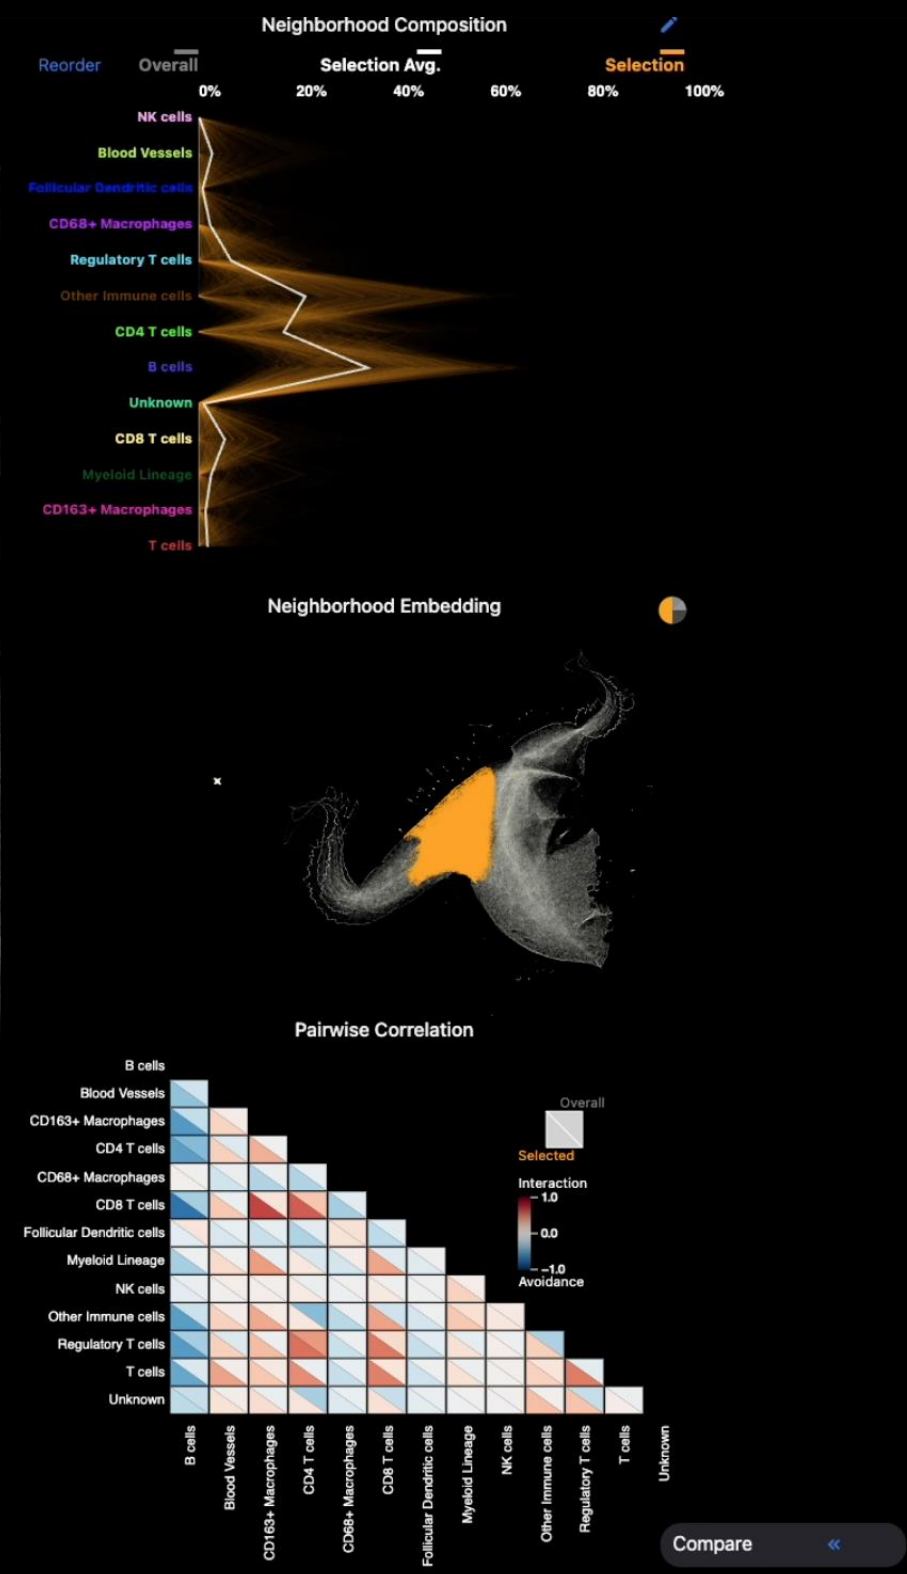 Neighborhood Composition
Reorder Overall Selection Avg. Selection
0% 20% 40% 60% 80% 100%
NK cells
Blood Vessels
Follicular Dendritic cells
CD68+ Macrophages
Regulatory T cells
Other Immune cells
CD4 T cells
B cells
Unknown
CD8 T cells
Myeloid Lineage
CD163+ Macrophages
T cells
Neighborhood Embedding
Pairwise Correlation
B cells
Blood Vessels
CD163+ Macrophages
CD4 T cells
CD68+ Macrophages
CD8 T cells
Follicular Dendritic cells
Myeloid Lineage
NK cells
Other Immune cells
Regulatory T cells
T cells
Unknown
Overall
Selected
Interaction
1.0
0.0
−1.0
Avoidance
B cells
Blood Vessels
CD163+ Macrophages
CD4 T cells
CD68+ Macrophages
CD8 T cells
Follicular Dendritic cells
Myeloid Lineage
NK cells
Other Immune cells
Regulatory T cells
T cells
Unknown
Compare «